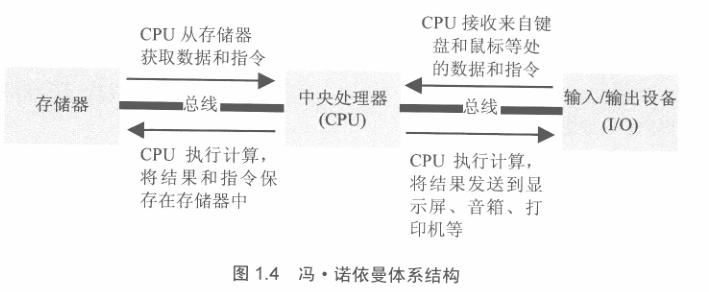 CPU 从存储器
获取数据和指令
CPU 接收来自键
盘和鼠标等处
的数据和指令
存储器
总线
中央处理器
(CPU)
总线
输入/输出设备
(I/O)
CPU 执行计算，
将结果和指令保
存在存储器中
CPU 执行计算，
将结果发送到显
示屏、音箱、打
印机等
图 1.4 冯·诺依曼体系结构